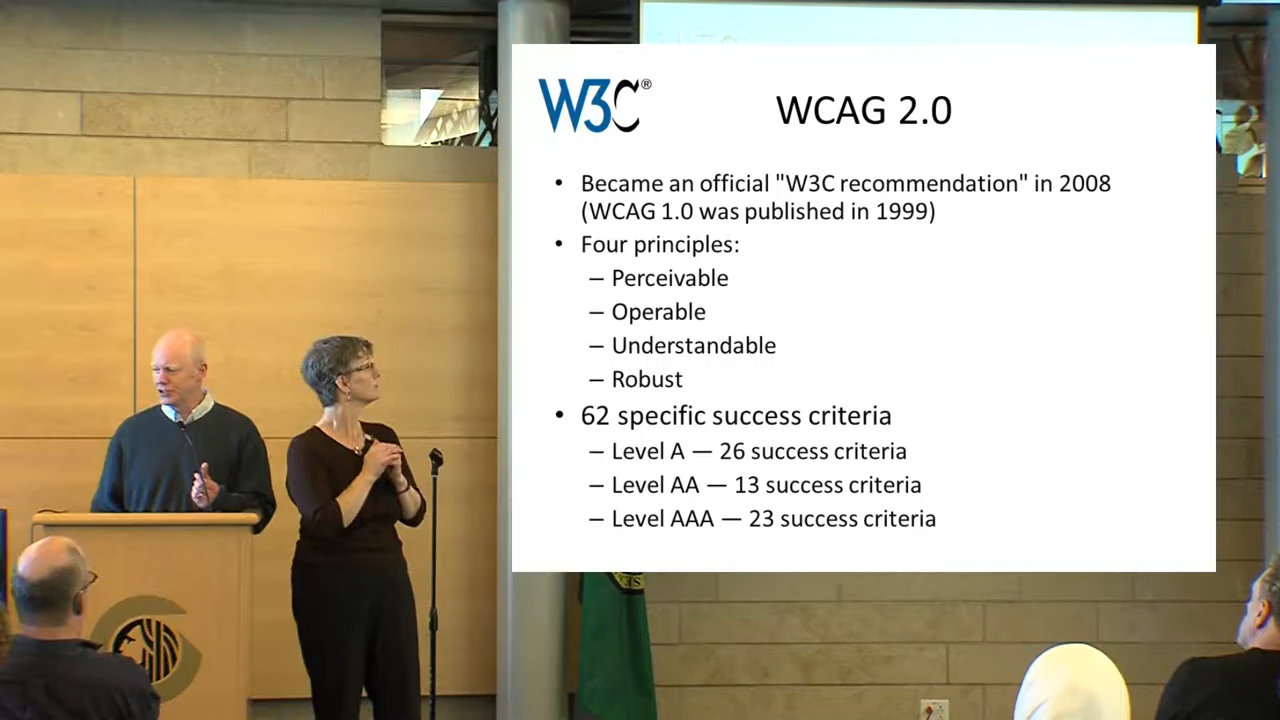 W3C®
WCAG 2.0
• Became an official "W3C recommendation" in 2008
(WCAG 1.0 was published in 1999)
• Four principles:
– Perceivable
– Operable
– Understandable
– Robust
• 62 specific success criteria
– Level A — 26 success criteria
– Level AA — 13 success criteria
– Level AAA — 23 success criteria